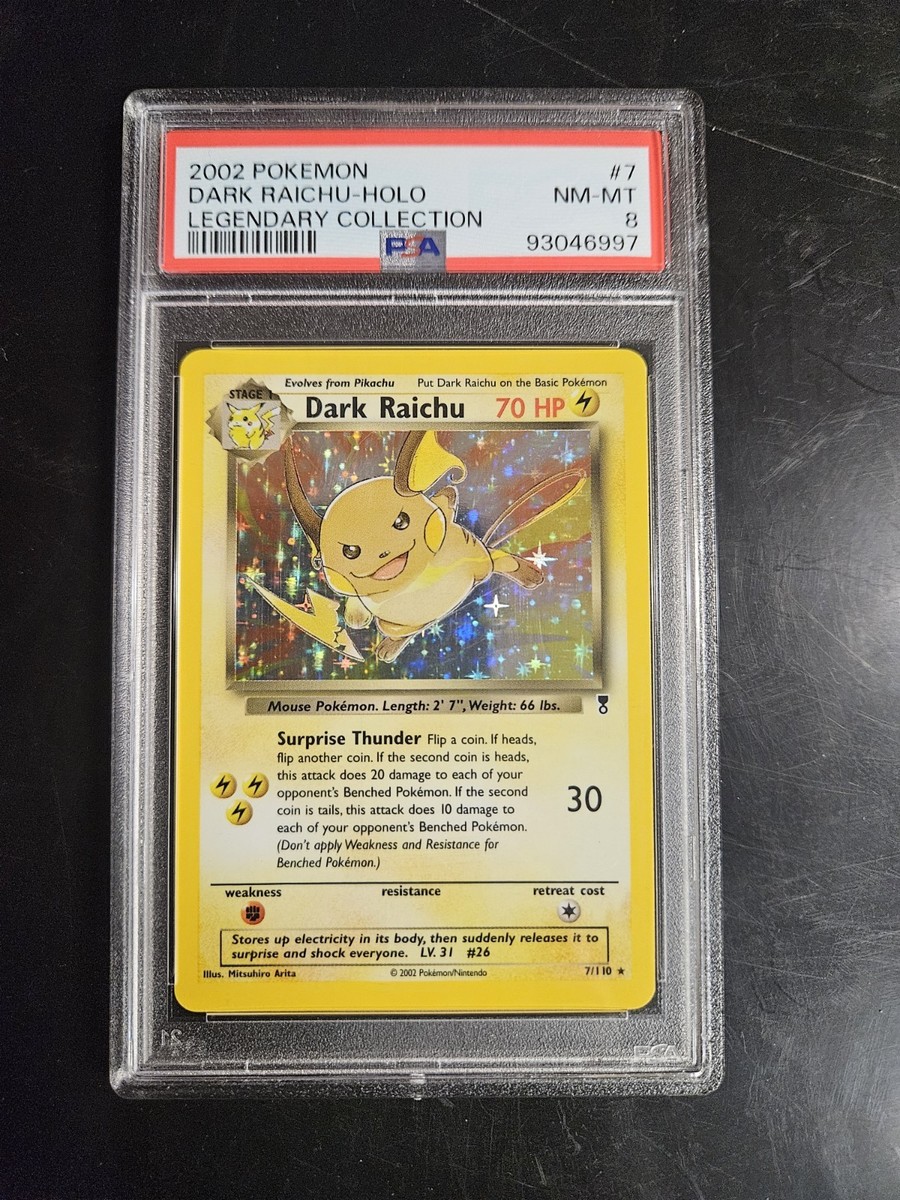 2002 POKEMON #7
DARK RAICHU-HOLO NM-MT
LEGENDARY COLLECTION 8
PSA 93046997
Evolves from Pikachu Put Dark Raichu on the Basic Pokémon
STAGE 1
Dark Raichu 70 HP
Mouse Pokémon. Length: 2' 7", Weight: 66 lbs.
Surprise Thunder Flip a coin. If heads,
flip another coin. If the second coin is heads,
this attack does 20 damage to each of your
opponent's Benched Pokémon. If the second
coin is tails, this attack does 10 damage to
each of your opponent's Benched Pokémon.
(Don't apply Weakness and Resistance for
Benched Pokémon.)
30
weakness resistance retreat cost
Stores up electricity in its body, then suddenly releases it to
surprise and shock everyone. LV. 31 #26
Illus. Mitsuhiro Arita © 2002 Pokémon/Nintendo 7/110 ★